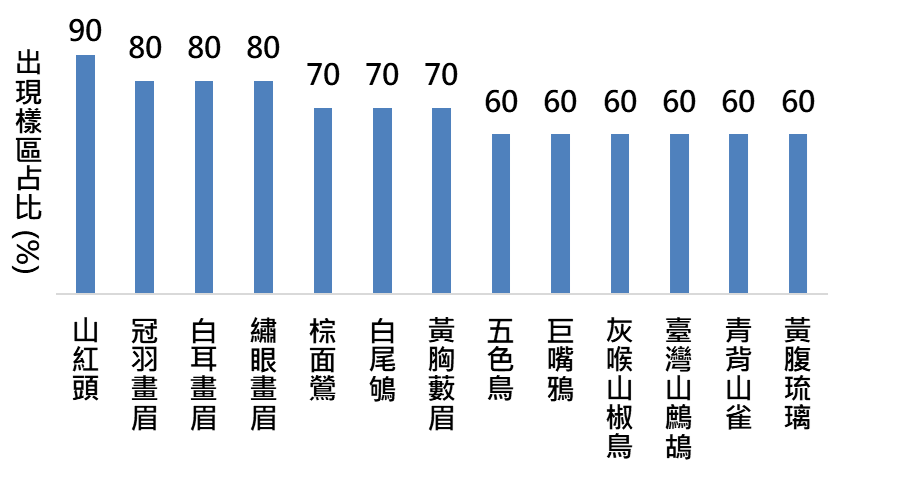 出現樣區占比 (%)
90
80
80
80
70
70
70
60
60
60
60
60
60
山紅頭
冠羽畫眉
白耳畫眉
繡眼畫眉
棕面鶯
白尾鴝
黃胸藪眉
五色鳥
巨嘴鴉
灰喉山椒鳥
臺灣山鷓鴣
青背山雀
黃腹琉璃